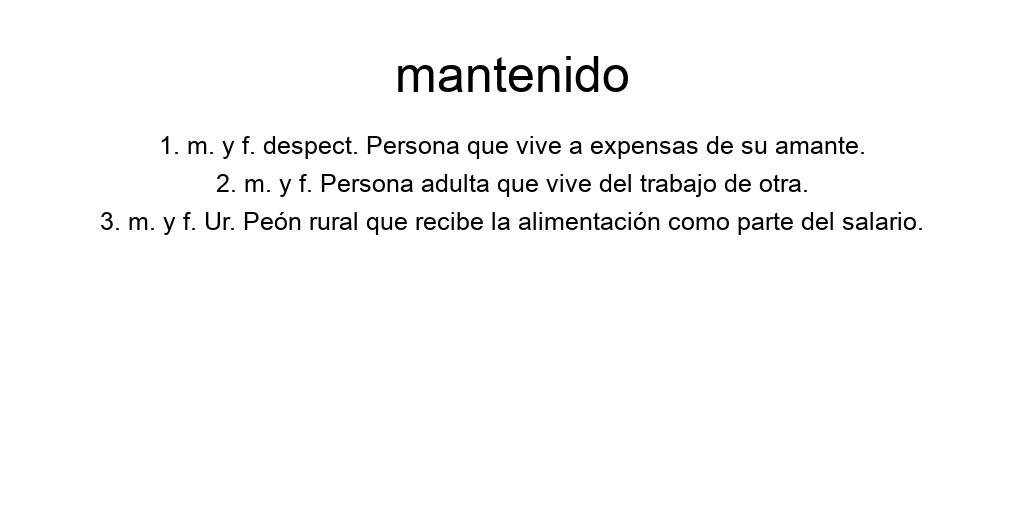 mantenido
1. m. y f. despect. Persona que vive a expensas de su amante.
2. m. y f. Persona adulta que vive del trabajo de otra.
3. m. y f. Ur. Peón rural que recibe la alimentación como parte del salario.